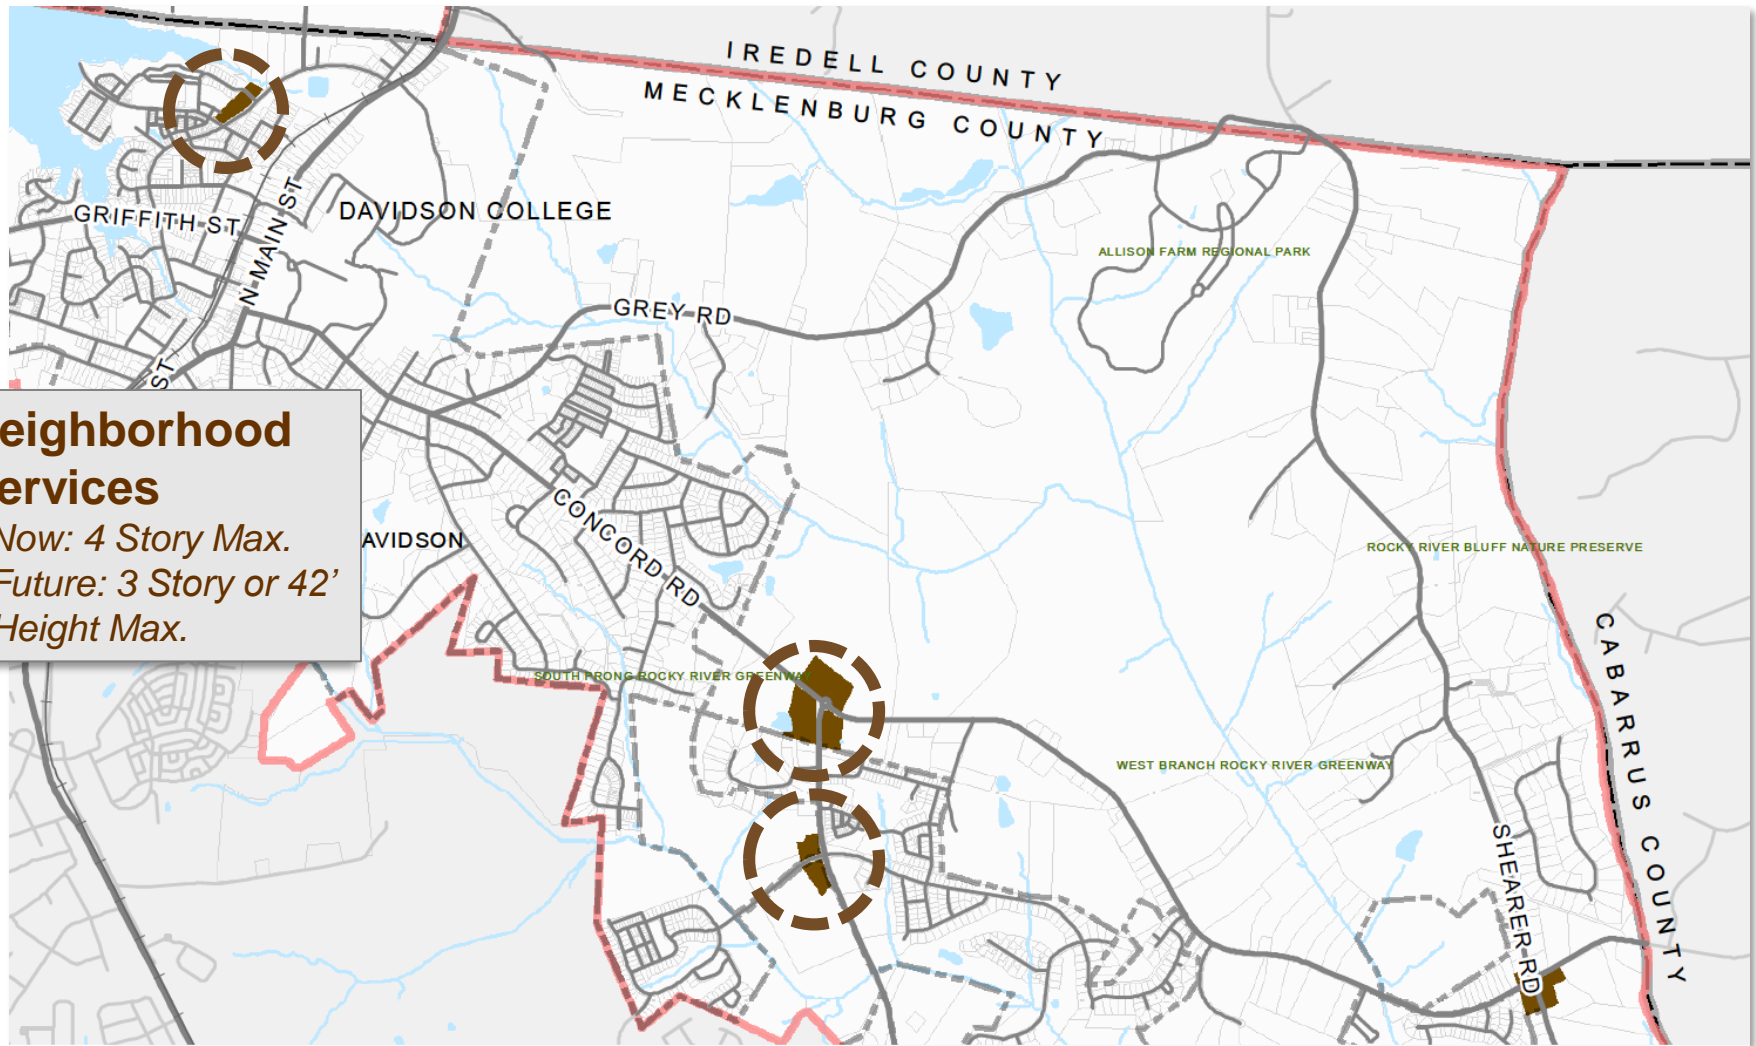 IREDELL COUNTY
MECKLENBURG COUNTY
GRIFFITH ST
N MAIN ST
DAVIDSON COLLEGE
ALLISON FARM REGIONAL PARK
GREY RD
ST
eighborhood
ervices
Now: 4 Story Max.
Future: 3 Story or 42’
Height Max.
AVIDSON
CONCORD RD
ROCKY RIVER BLUFF NATURE PRESERVE
SOUTH PRONG ROCKY RIVER GREENWAY
WEST BRANCH ROCKY RIVER GREENWAY
CABARRUS COUNTY
SHEARER RD